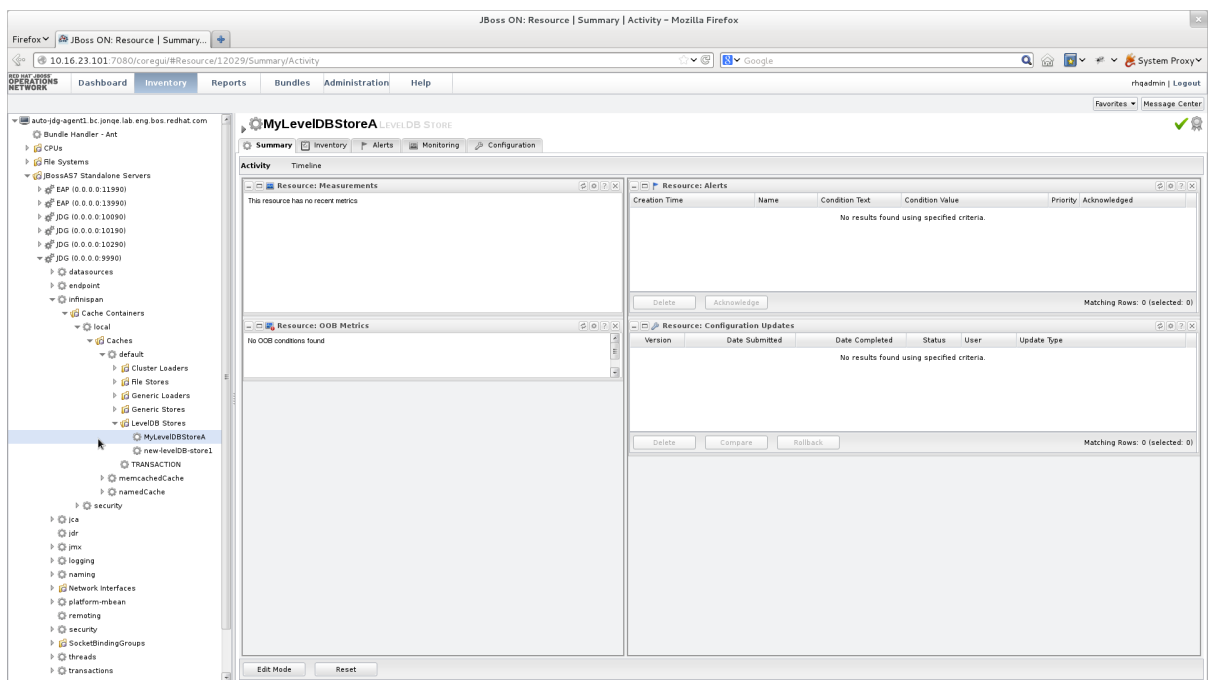 JBoss ON: Resource | Summary | Activity - Mozilla Firefox
Firefox
JBoss ON: Resource | Summary...
10.16.23.101:7080/coregui/#Resource/12029/Summary/Activity
Google
System Proxy
RED HAT JBOSS
OPERATIONS
NETWORK
Dashboard Inventory Reports Bundles Administration Help
rhqadmin | Logout
Favorites Message Center
auto-jdg-agent1.bc.jonqe.lab.eng.bos.redhat.com
Bundle Handler - Ant
CPUs
File Systems
JBossAS7 Standalone Servers
EAP (0.0.0.0:11990)
EAP (0.0.0.0:13990)
JDG (0.0.0.0:10090)
JDG (0.0.0.0:10190)
JDG (0.0.0.0:10290)
JDG (0.0.0.0:9990)
datasources
endpoint
infinispan
Cache Containers
local
Caches
default
Cluster Loaders
File Stores
Generic Loaders
Generic Stores
LevelDB Stores
MyLevelDBStoreA
new-levelDB-store1
TRANSACTION
memcachedCache
namedCache
security
jca
jdr
jmx
logging
naming
Network Interfaces
platform-mbean
remoting
security
SocketBindingGroups
threads
transactions
MyLevelDBStoreA LEVELDB STORE
Summary Inventory Alerts Monitoring Configuration
Activity Timeline
Resource: Measurements
This resource has no recent metrics
Resource: Alerts
Creation Time Name Condition Text Condition Value Priority Acknowledged
No results found using specified criteria.
Delete Acknowledge Matching Rows: 0 (selected: 0)
Resource: OOB Metrics
No OOB conditions found
Resource: Configuration Updates
Version Date Submitted Date Completed Status User Update Type
No results found using specified criteria.
Delete Compare Rollback Matching Rows: 0 (selected: 0)
Edit Mode Reset